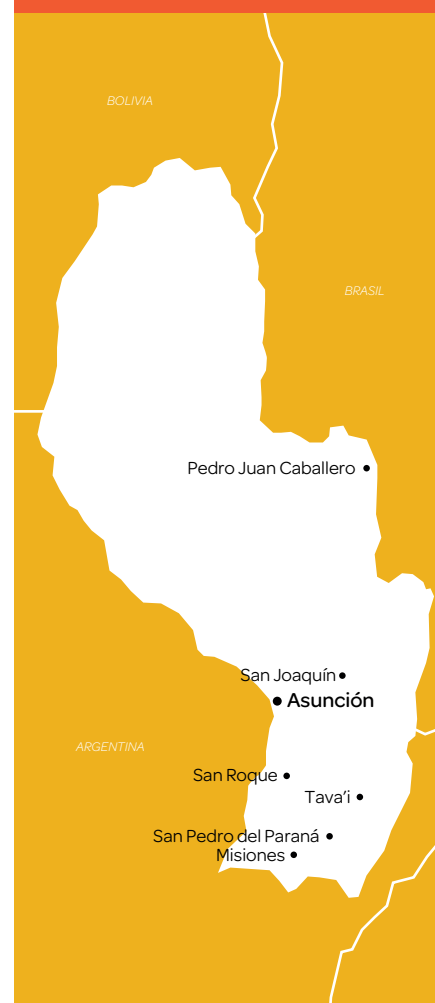 BOLIVIA
BRASIL
Pedro Juan Caballero
San Joaquín
Asunción
ARGENTINA
San Roque
Tava’i
San Pedro del Paraná
Misiones